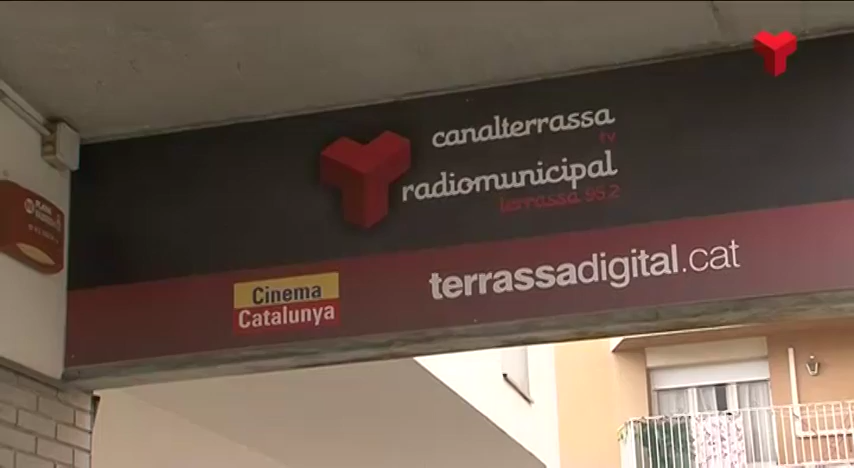 canalterrassa
tv
radiomunicipal
terrassa 95.2
terrassadigital.cat
Cinema
Catalunya